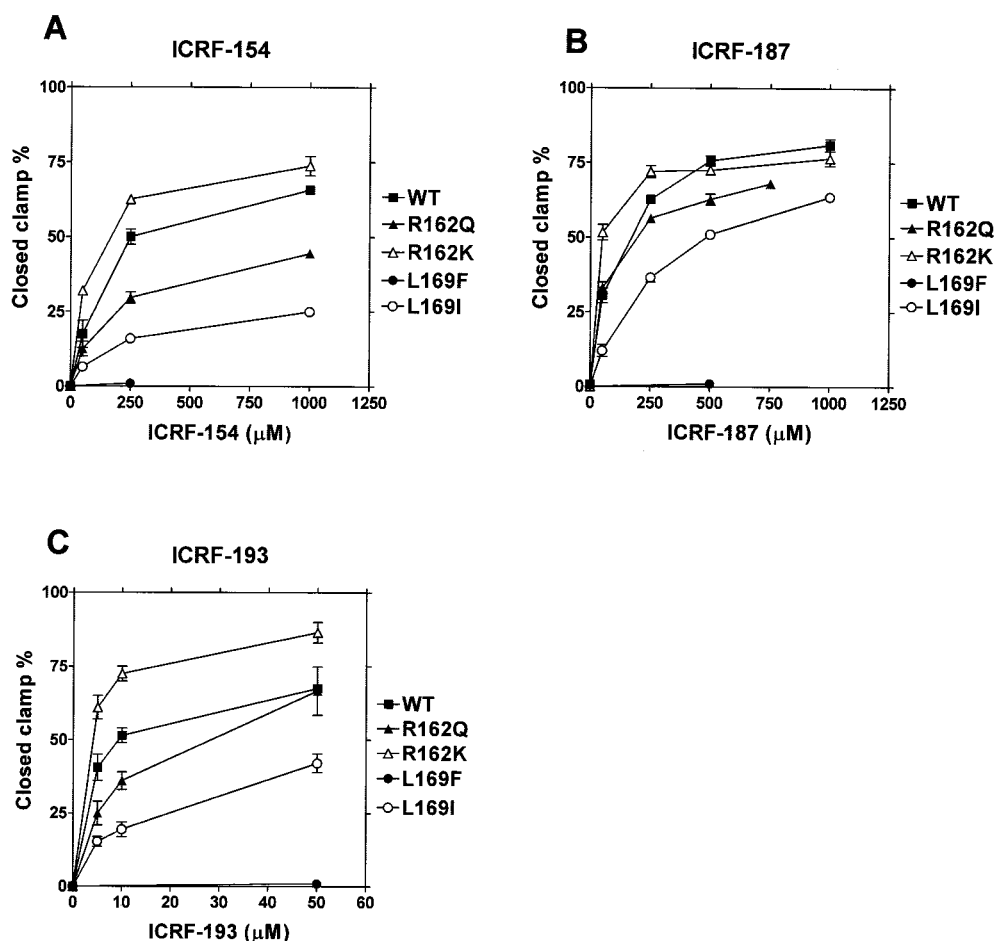 A
ICRF-154
100
75
50
25
0
Closed clamp %
0 250 500 750 1000 1250
ICRF-154 (μM)
WT
R162Q
R162K
L169F
L169I
B
ICRF-187
100
75
50
25
0
Closed clamp %
0 250 500 750 1000 1250
ICRF-187 (μM)
WT
R162Q
R162K
L169F
L169I
C
ICRF-193
100
75
50
25
0
Closed clamp %
0 10 20 30 40 50 60
ICRF-193 (μM)
WT
R162Q
R162K
L169F
L169I